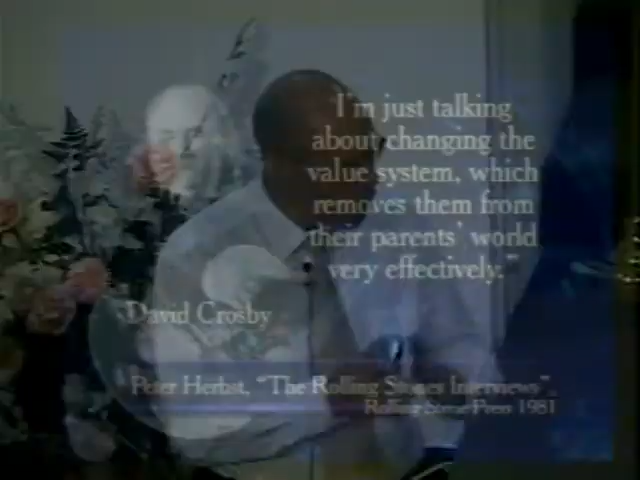 I'm just talking
about changing the
value system, which
removes them from
their parents' world
very effectively."
David Crosby
Peter Herbst, "The Rolling Stones Interviews",
Rolling Stone Press 1981